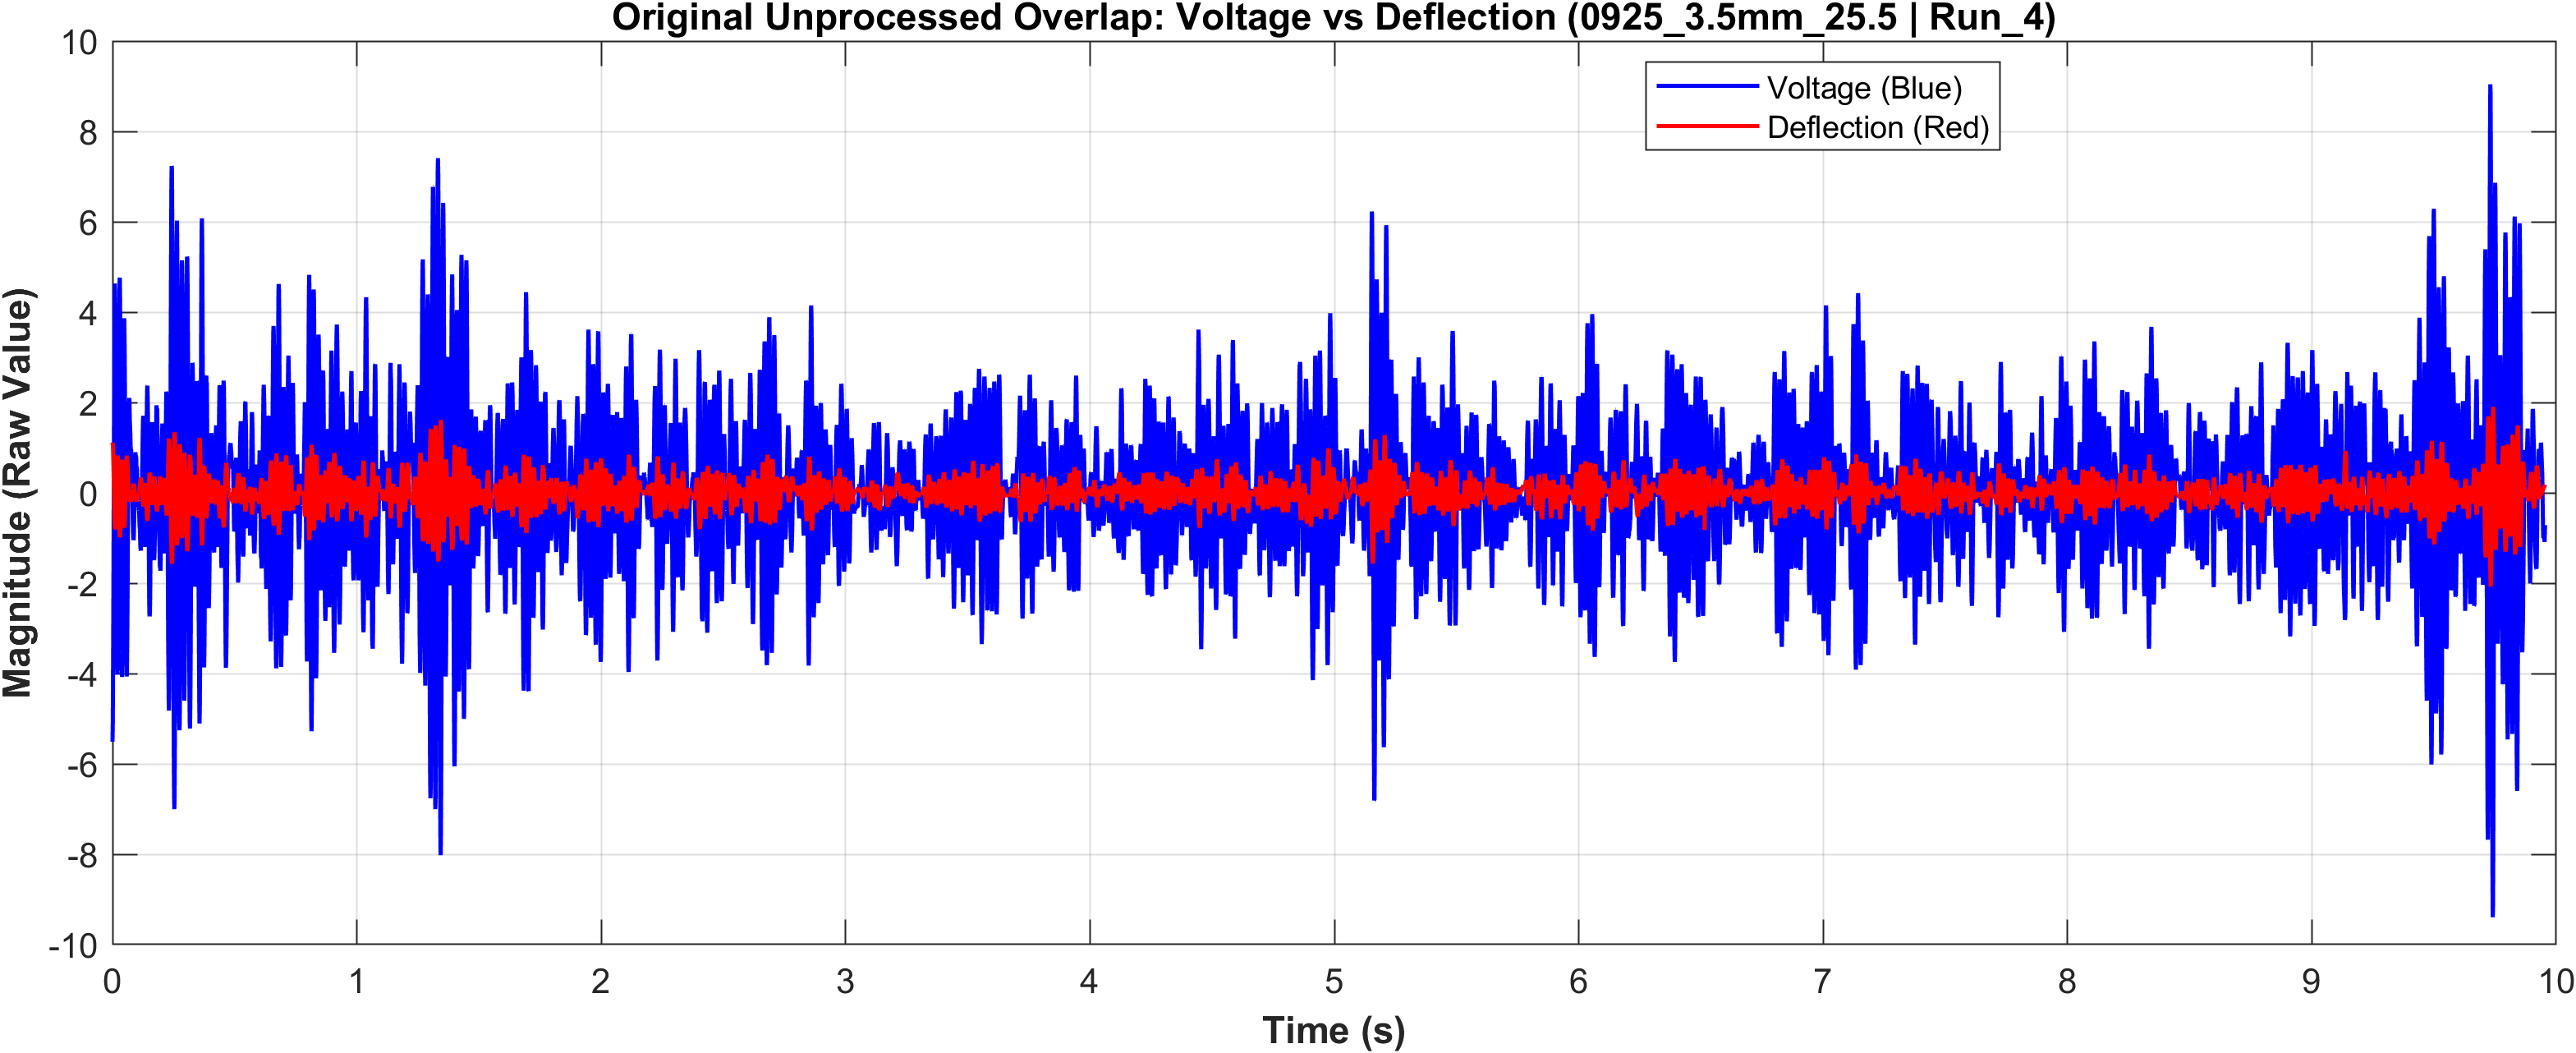 Original Unprocessed Overlap: Voltage vs Deflection (0925_3.5mm_25.5 | Run_4)
Voltage (Blue)
Deflection (Red)
Magnitude (Raw Value)
10
8
6
4
2
0
-2
-4
-6
-8
-10
0 1 2 3 4 5 6 7 8 9 10
Time (s)